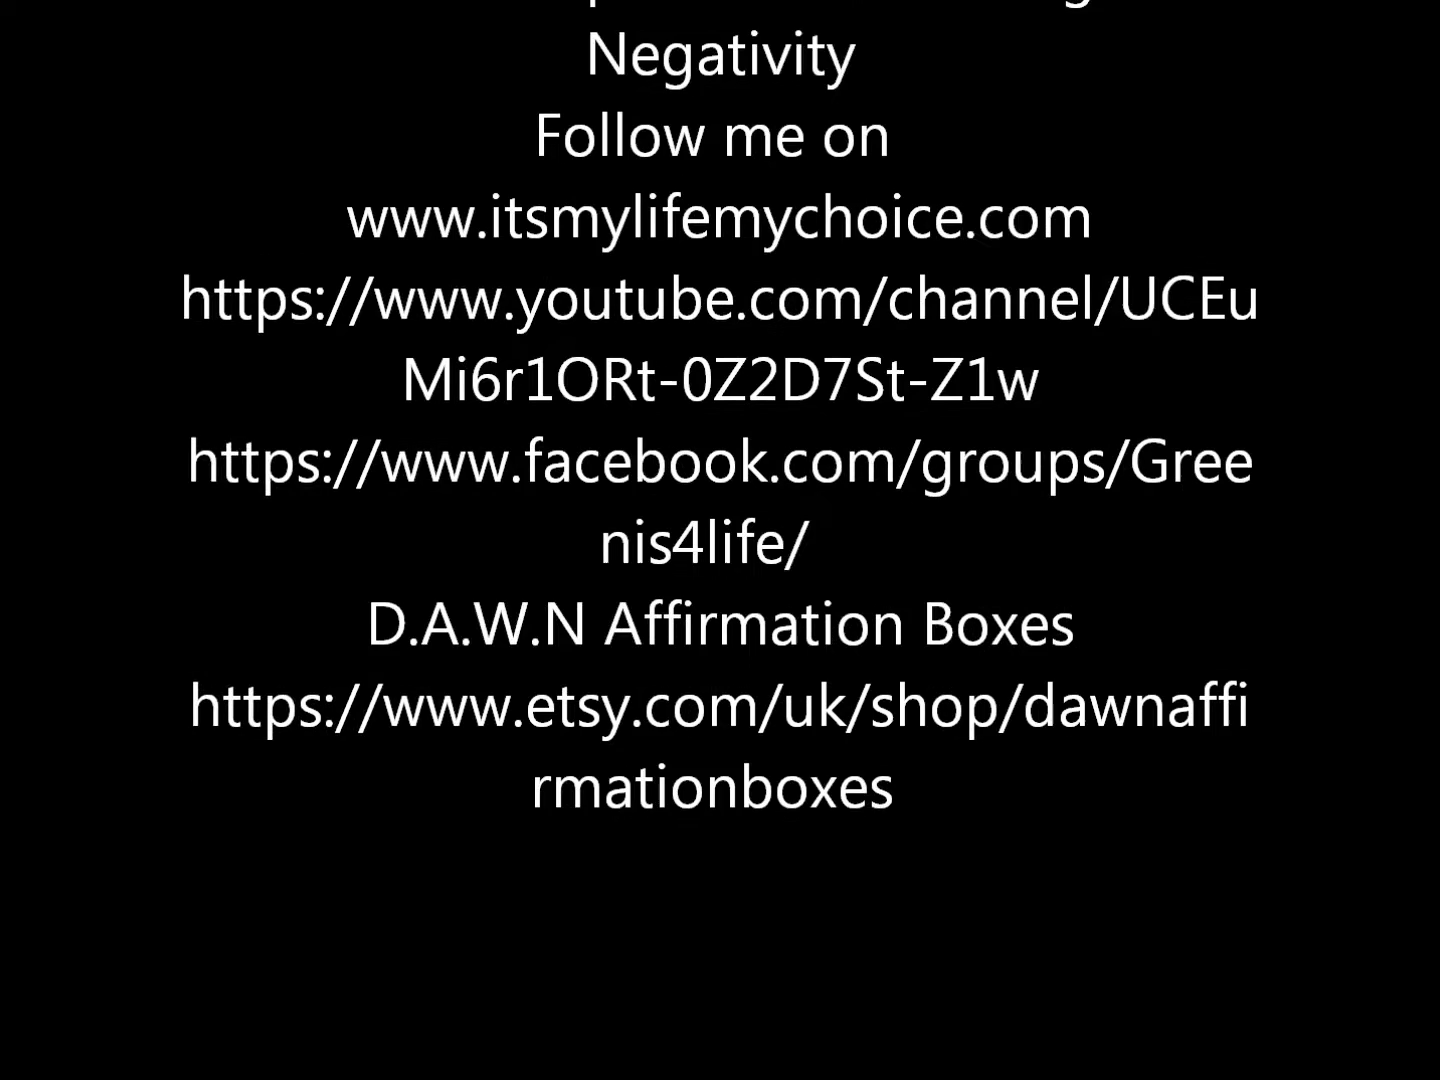 Negativity
Follow me on
www.itsmylifemychoice.com
https://www.youtube.com/channel/UCEu
Mi6r1ORt-0Z2D7St-Z1w
https://www.facebook.com/groups/Gree
nis4life/
D.A.W.N Affirmation Boxes
https://www.etsy.com/uk/shop/dawnaffi
rmationboxes